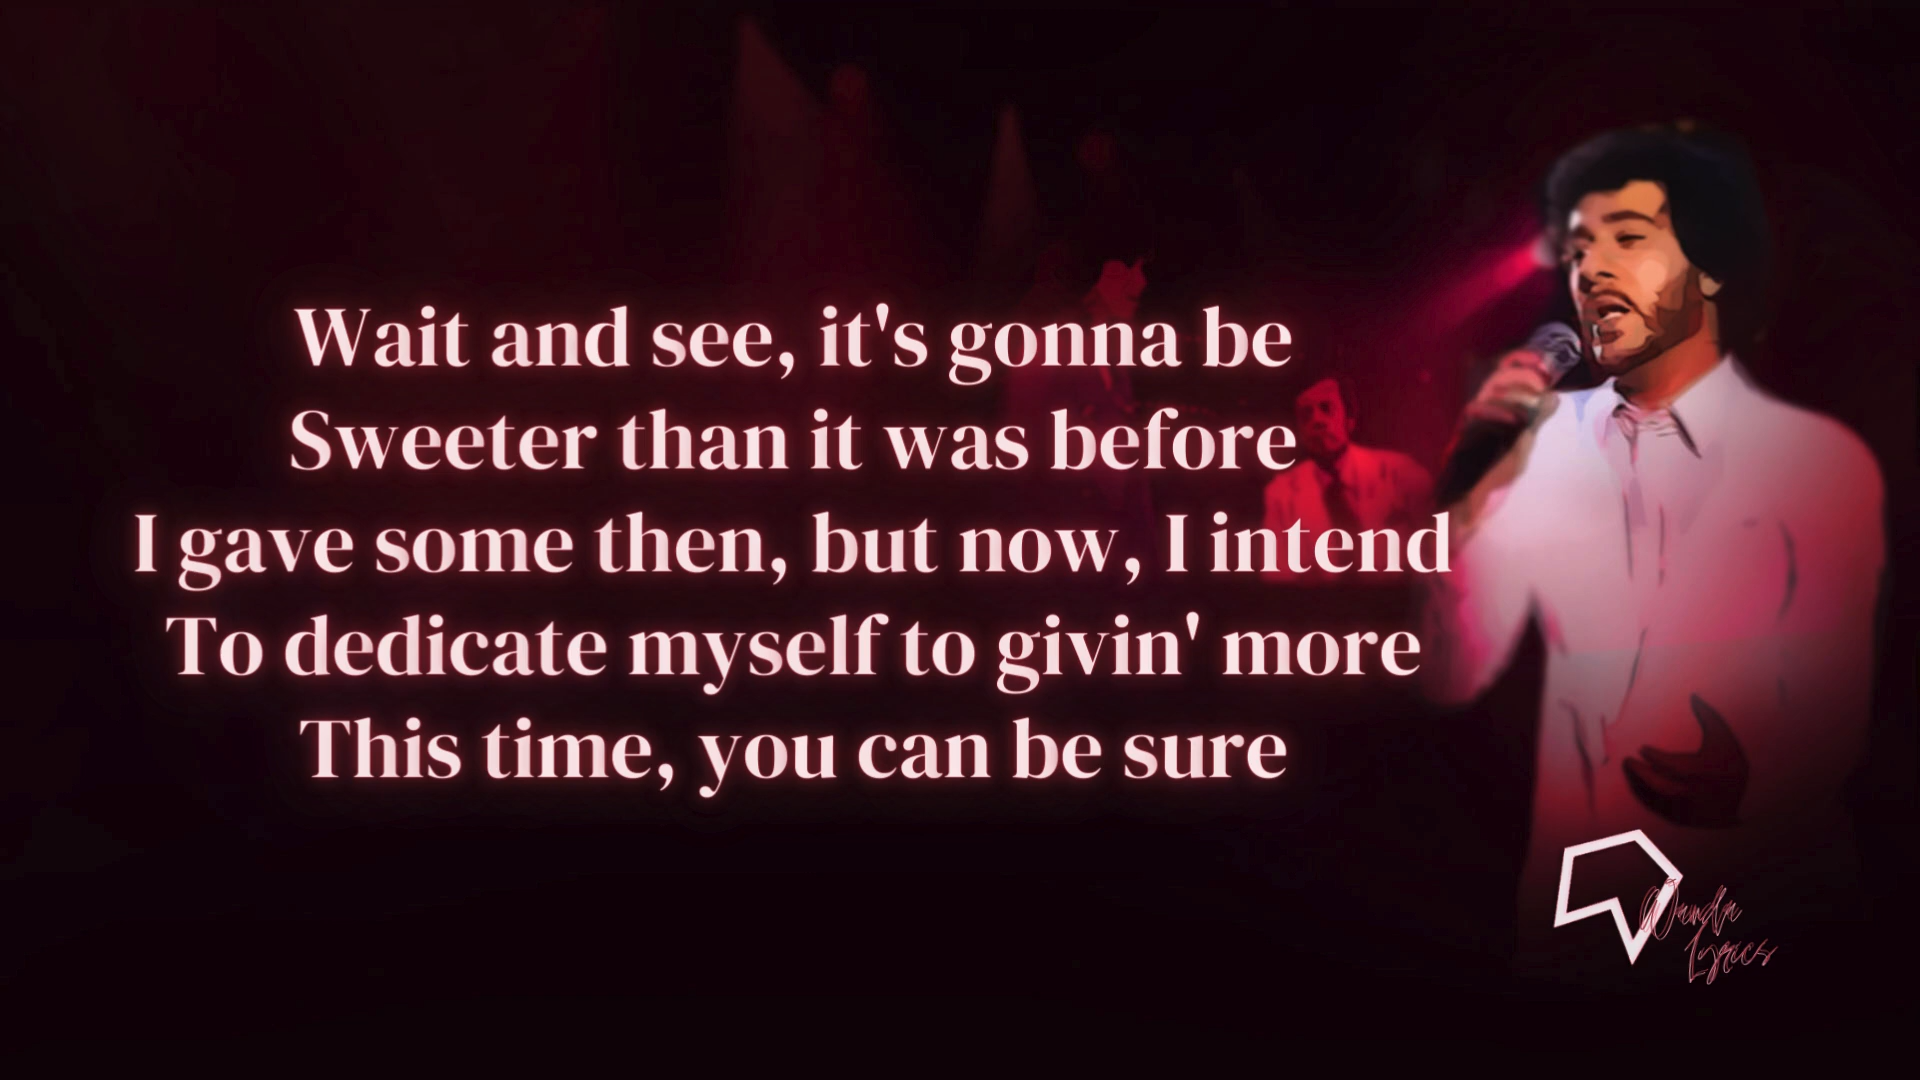 Wait and see, it's gonna be
Sweeter than it was before
I gave some then, but now, I intend
To dedicate myself to givin' more
This time, you can be sure
Wanda
Lyrics